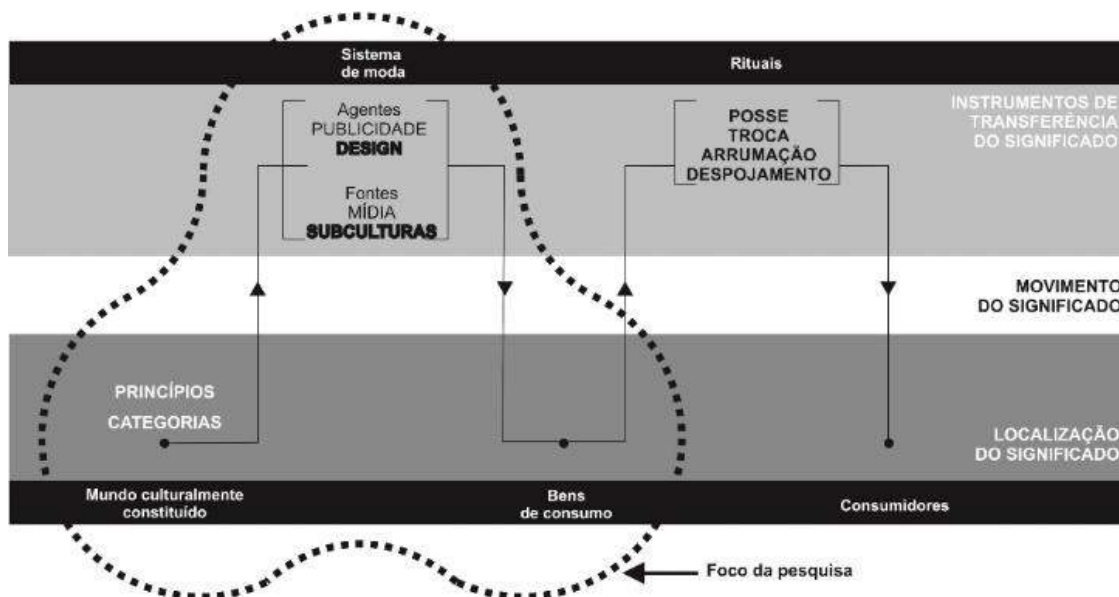 Sistema
de moda
Rituais
Agentes
PUBLICIDADE
DESIGN
Fontes
MÍDIA
SUBCULTURAS
POSSE
TROCA
ARRUMAÇÃO
DESPOJAMENTO
INSTRUMENTOS DE
TRANSFERÊNCIA
DO SIGNIFICADO
MOVIMENTO
DO SIGNIFICADO
PRINCÍPIOS
CATEGORIAS
LOCALIZAÇÃO
DO SIGNIFICADO
Mundo culturalmente
constituído
Bens
de consumo
Consumidores
Foco da pesquisa